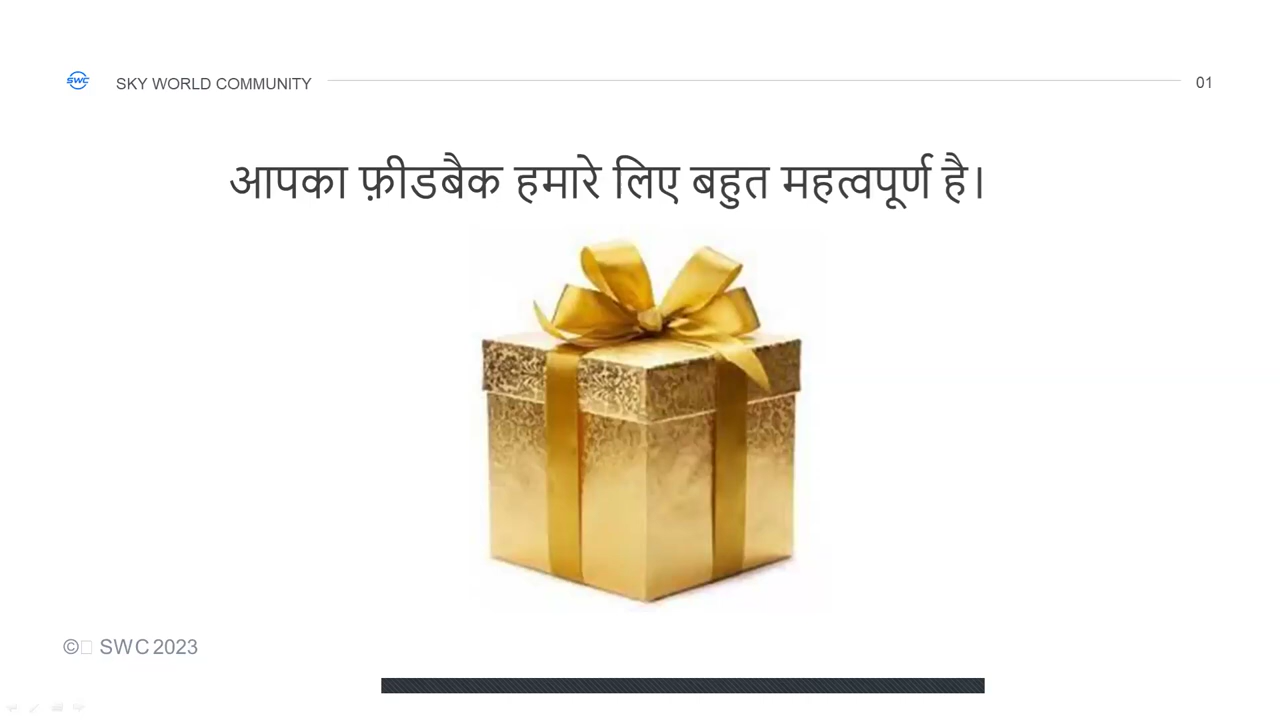 SWC
SKY WORLD COMMUNITY
01
आपका फ़ीडबैक हमारे लिए बहुत महत्वपूर्ण है।
© SWC 2023